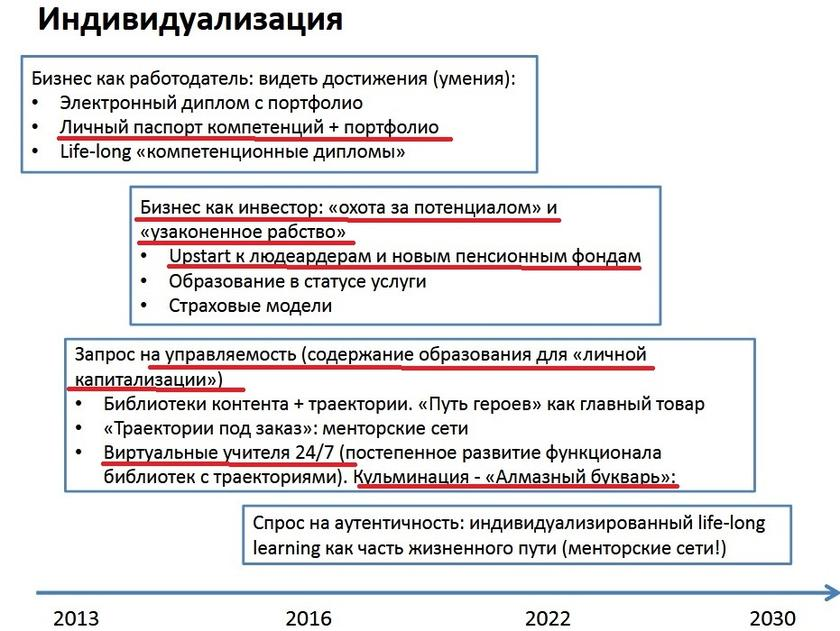 Индивидуализация
Бизнес как работодатель: видеть достижения (умения):
• Электронный диплом с портфолио
• Личный паспорт компетенций + портфолио
• Life-long «компетенционные дипломы»
Бизнес как инвестор: «охота за потенциалом» и
«узаконенное рабство»
• Upstart к людеардерам и новым пенсионным фондам
• Образование в статусе услуги
• Страховые модели
Запрос на управляемость (содержание образования для «личной
капитализации»)
• Библиотеки контента + траектории. «Путь героев» как главный товар
• «Траектории под заказ»: менторские сети
• Виртуальные учителя 24/7 (постепенное развитие функционала
библиотек с траекториями). Кульминация - «Алмазный букварь»:
Спрос на аутентичность: индивидуализированный life-long
learning как часть жизненного пути (менторские сети!)
2013 2016 2022 2030